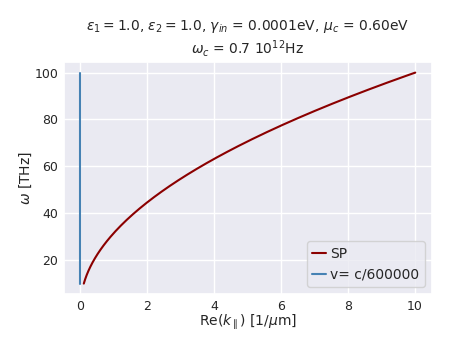 ε₁ = 1.0, ε₂ = 1.0, γᵢₙ = 0.0001eV, μ_c = 0.60eV
ω_c = 0.7 10¹²Hz
100
80
60
40
20
ω [THz]
SP
v= c/600000
0 2 4 6 8 10
Re(k_∥) [1/μm]